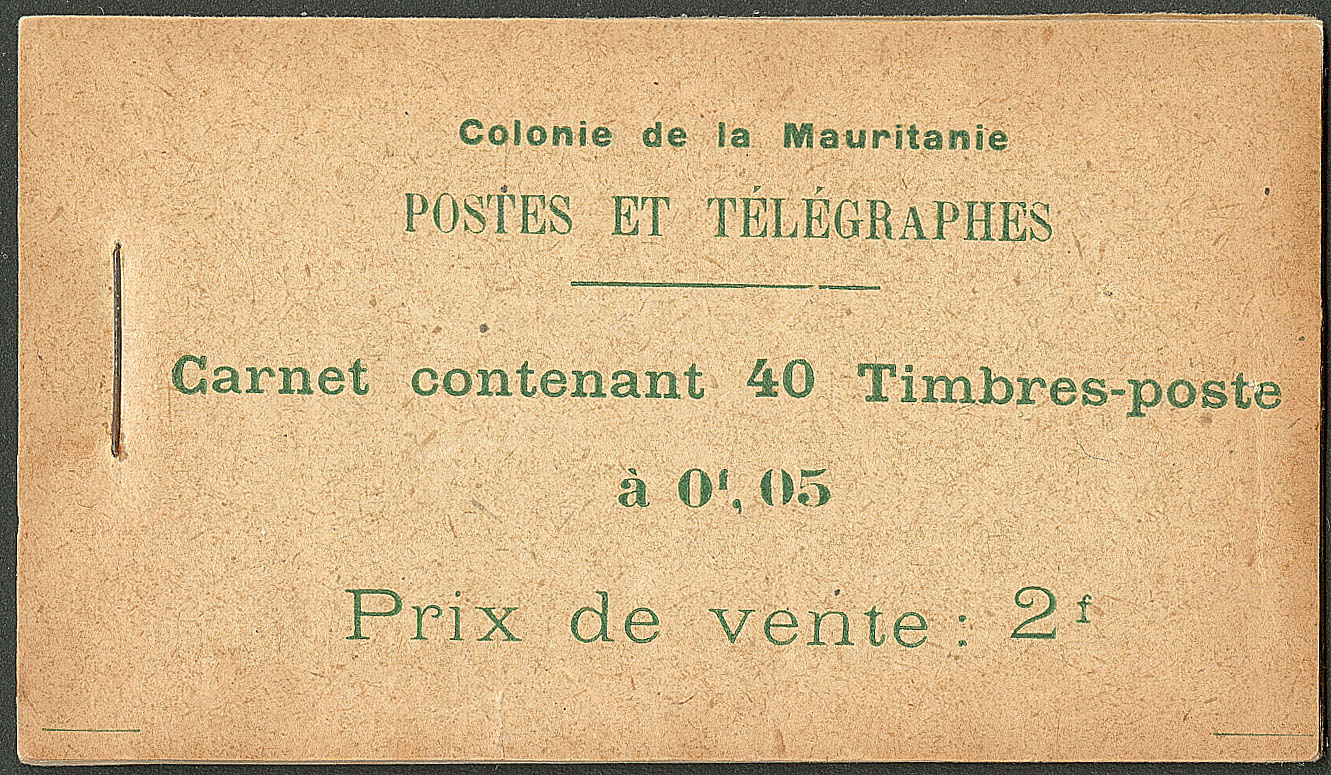 Colonie de la Mauritanie
POSTES ET TÉLÉGRAPHES
Carnet contenant 40 Timbres-poste
à 0ᶠ, 05
Prix de vente : 2ᶠ